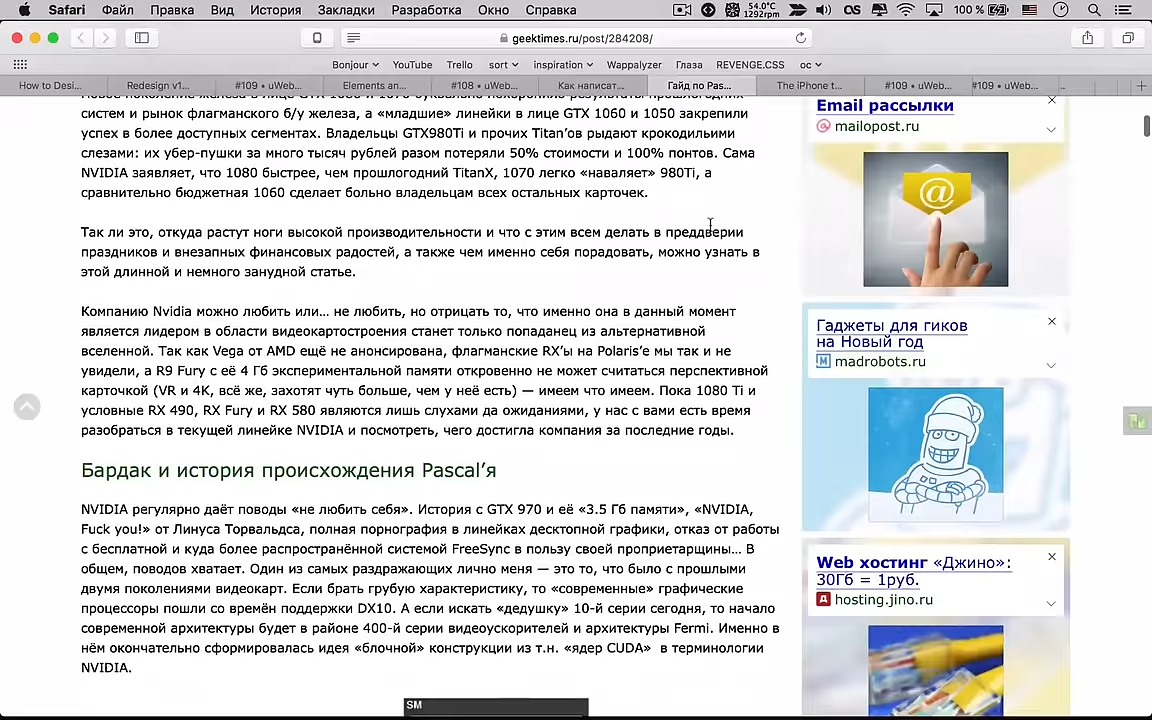 Safari Файл Правка Вид История Закладки Разработка Окно Справка 54.0°C 1292rpm 100 %
geektimes.ru/post/284208/
Bonjour YouTube Trello sort inspiration Wappalyzer Глаза REVENGE.CSS ос
How to Desi... Redesign v1... #109 • uWeb... Elements an... #108 • uWeb... Как написат... Гайд по Pas... The iPhone t... #109 • uWeb... #109 • uWeb...
систем и рынок флагманского б/у железа, а «младшие» линейки в лице GTX 1060 и 1050 закрепили
успех в более доступных сегментах. Владельцы GTX980Ti и прочих Titan’ов рыдают крокодильими
слезами: их убер-пушки за много тысяч рублей разом потеряли 50% стоимости и 100% понтов. Сама
NVIDIA заявляет, что 1080 быстрее, чем прошлогодний TitanX, 1070 легко «наваляет» 980Ti, а
сравнительно бюджетная 1060 сделает больно владельцам всех остальных карточек.
Так ли это, откуда растут ноги высокой производительности и что с этим всем делать в преддверии
праздников и внезапных финансовых радостей, а также чем именно себя порадовать, можно узнать в
этой длинной и немного занудной статье.
Компанию Nvidia можно любить или... не любить, но отрицать то, что именно она в данный момент
является лидером в области видеокартостроения станет только попаданец из альтернативной
вселенной. Так как Vega от AMD ещё не анонсирована, флагманские RX’ы на Polaris’е мы так и не
увидели, а R9 Fury с её 4 Гб экспериментальной памяти откровенно не может считаться перспективной
карточкой (VR и 4K, всё же, захотят чуть больше, чем у неё есть) — имеем что имеем. Пока 1080 Ti и
условные RX 490, RX Fury и RX 580 являются лишь слухами да ожиданиями, у нас с вами есть время
разобраться в текущей линейке NVIDIA и посмотреть, чего достигла компания за последние годы.
Бардак и история происхождения Pascal’я
NVIDIA регулярно даёт поводы «не любить себя». История с GTX 970 и её «3.5 Гб памяти», «NVIDIA,
Fuck you!» от Линуса Торвальдса, полная порнография в линейках десктопной графики, отказ от работы
с бесплатной и куда более распространённой системой FreeSync в пользу своей проприетарщины... В
общем, поводов хватает. Один из самых раздражающих лично меня — это то, что было с прошлыми
двумя поколениями видеокарт. Если брать грубую характеристику, то «современные» графические
процессоры пошли со времён поддержки DX10. А если искать «дедушку» 10-й серии сегодня, то начало
современной архитектуры будет в районе 400-й серии видеоускорителей и архитектуры Fermi. Именно в
нём окончательно сформировалась идея «блочной» конструкции из т.н. «ядер CUDA» в терминологии
NVIDIA.
Email рассылки
mailopost.ru
@
Гаджеты для гиков
на Новый год
madrobots.ru
Web хостинг «Джино»:
30Гб = 1руб.
hosting.jino.ru
SM